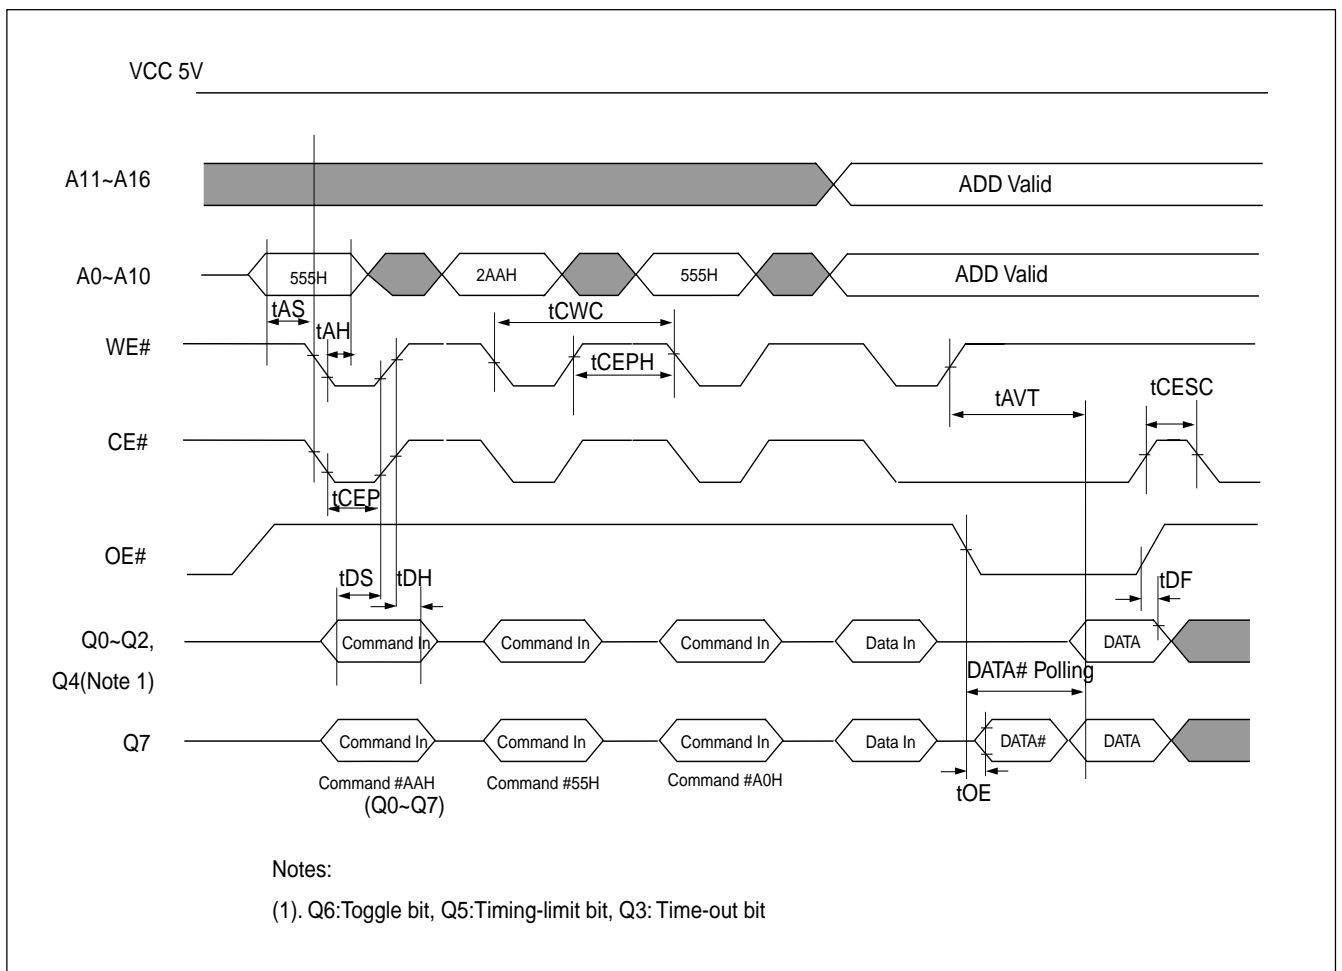 VCC 5V
A11~A16
ADD Valid
A0~A10
555H
2AAH
555H
ADD Valid
tAS
tAH
tCWC
WE#
tCEPH
tAVT
tCESC
CE#
tCEP
OE#
tDS
tDH
tDF
Q0~Q2,
Command In
Command In
Command In
Data In
DATA
Q4(Note 1)
DATA# Polling
Q7
Command In
Command In
Command In
Data In
DATA#
DATA
Command #AAH
Command #55H
Command #A0H
(Q0~Q7)
tOE
Notes:
(1). Q6:Toggle bit, Q5:Timing-limit bit, Q3: Time-out bit